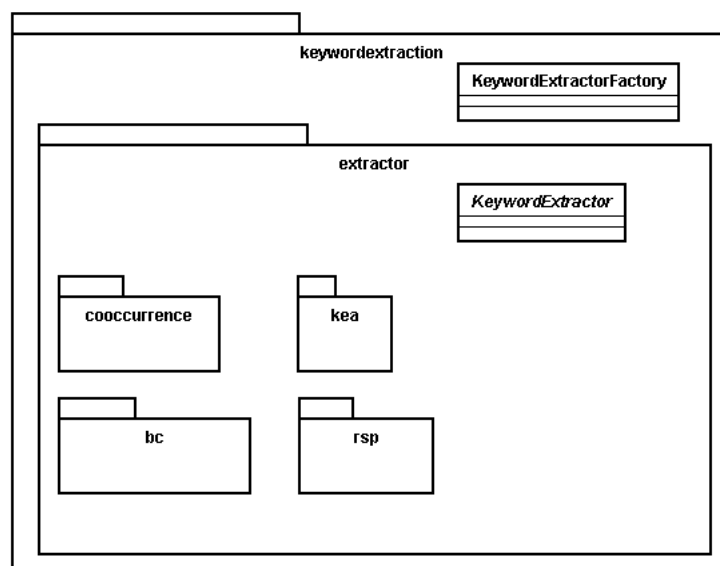 keywordextraction
KeywordExtractorFactory
extractor
KeywordExtractor
cooccurrence
kea
bc
rsp